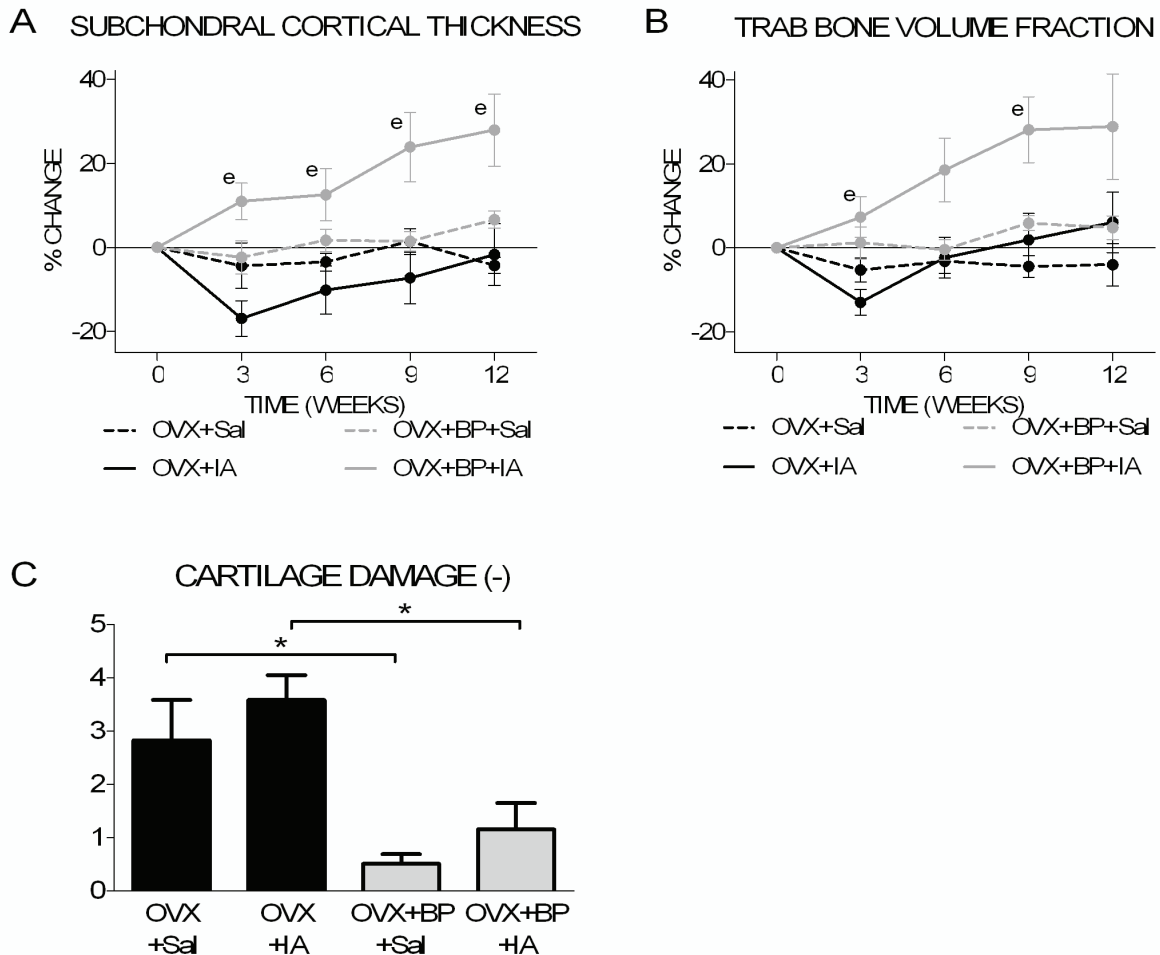 A SUBCHONDRAL CORTICAL THICKNESS
40
20
0
-20
% CHANGE
e
e
e
e
0 3 6 9 12
TIME (WEEKS)
OVX+Sal OVX+BP+Sal
OVX+IA OVX+BP+IA
B TRAB BONE VOLUME FRACTION
40
20
0
-20
% CHANGE
e
e
0 3 6 9 12
TIME (WEEKS)
OVX+Sal OVX+BP+Sal
OVX+IA OVX+BP+IA
C CARTILAGE DAMAGE (-)
5
4
3
2
1
0
*
*
OVX OVX OVX+BP OVX+BP
+Sal +IA +Sal +IA